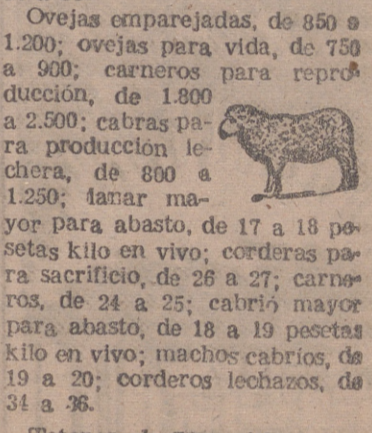 Ovejas emparejadas, de 850 a
1.200; ovejas para vida, de 750
a 900; carneros para repro-
ducción, de 1.800
a 2.500; cabras pa-
ra producción le-
chera, de 800 a
1.250; lanar ma-
yor para abasto, de 17 a 18 pe-
setas kilo en vivo; corderas pa-
ra sacrificio, de 26 a 27; carne-
ros, de 24 a 25; cabrío mayor
para abasto, de 18 a 19 pesetas
kilo en vivo; machos cabríos, de
19 a 20; corderos lechazos, de
34 a 36.